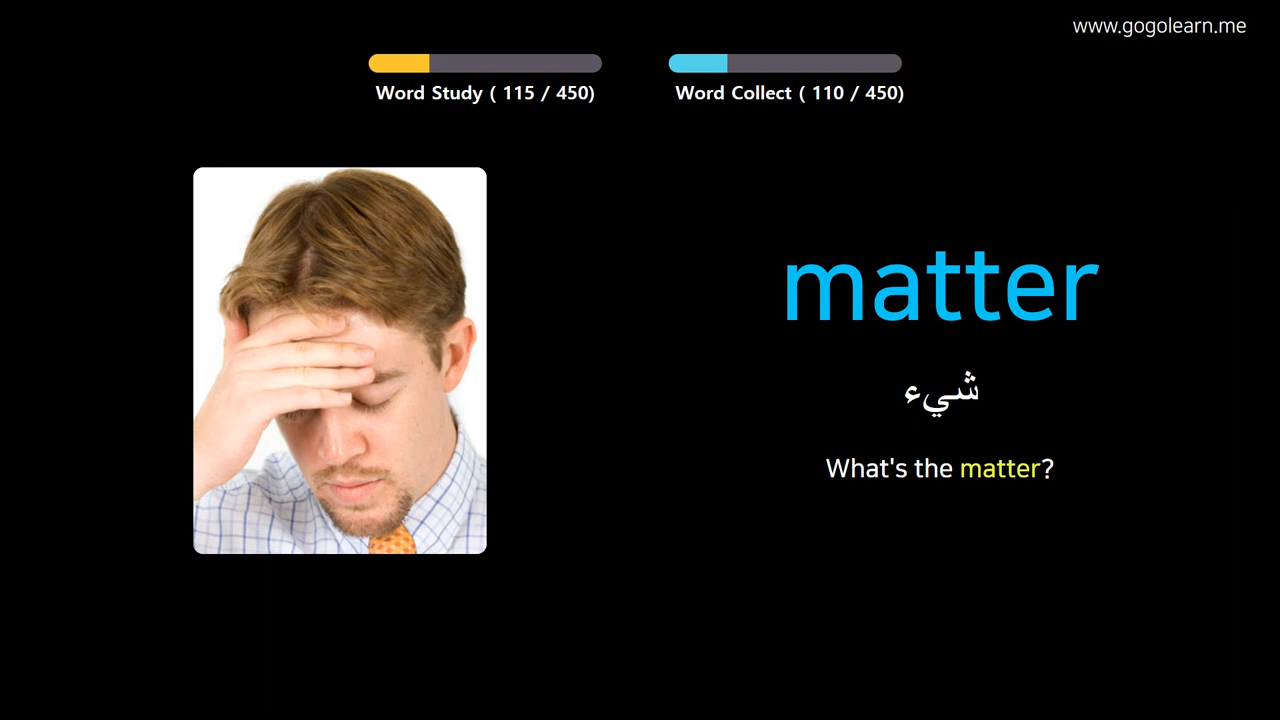 www.gogolearn.me
Word Study ( 115 / 450)
Word Collect ( 110 / 450)
matter
شيء
What's the matter?